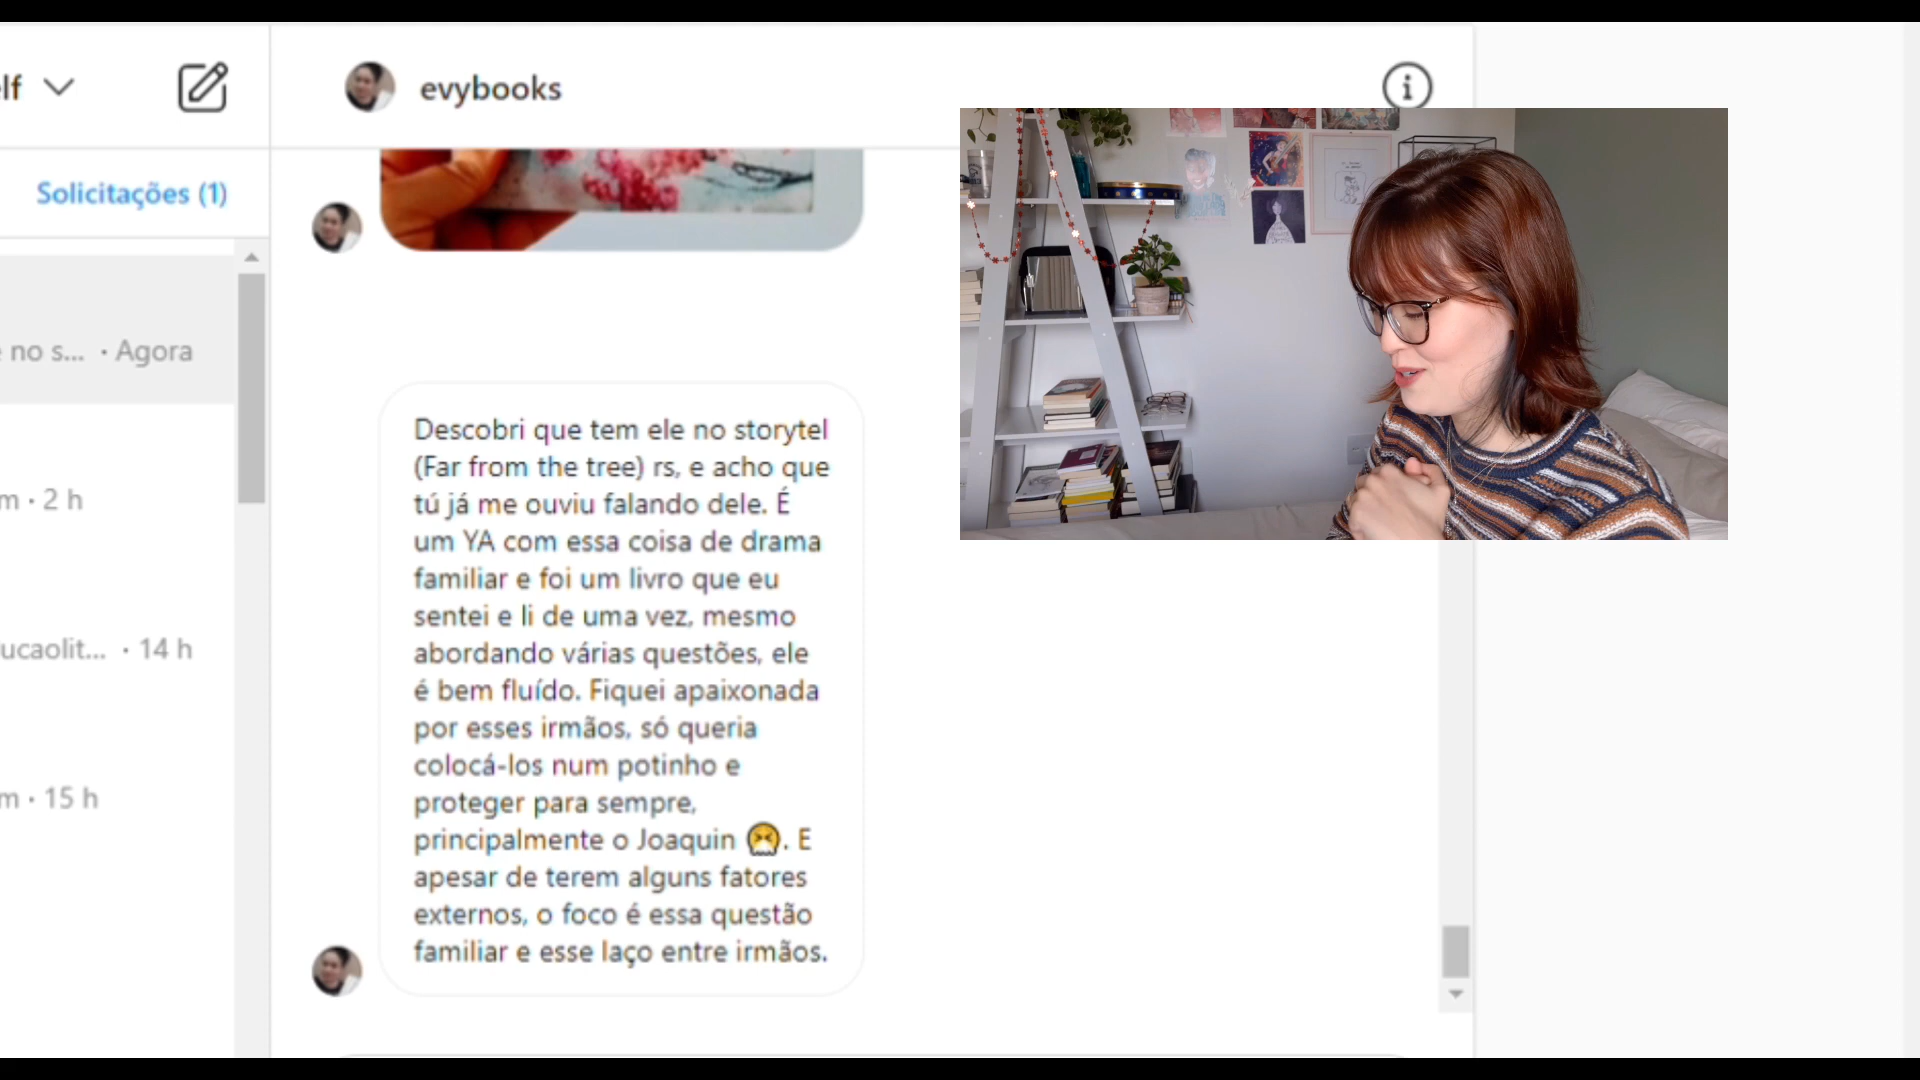 elf
evybooks
Solicitações (1)
e no s... · Agora
m · 2 h
ucaolit... · 14 h
m · 15 h
Descobri que tem ele no storytel
(Far from the tree) rs, e acho que
tú já me ouviu falando dele. É
um YA com essa coisa de drama
familiar e foi um livro que eu
sentei e li de uma vez, mesmo
abordando várias questões, ele
é bem fluído. Fiquei apaixonada
por esses irmãos, só queria
colocá-los num potinho e
proteger para sempre,
principalmente o Joaquin 😭. E
apesar de terem alguns fatores
externos, o foco é essa questão
familiar e esse laço entre irmãos.